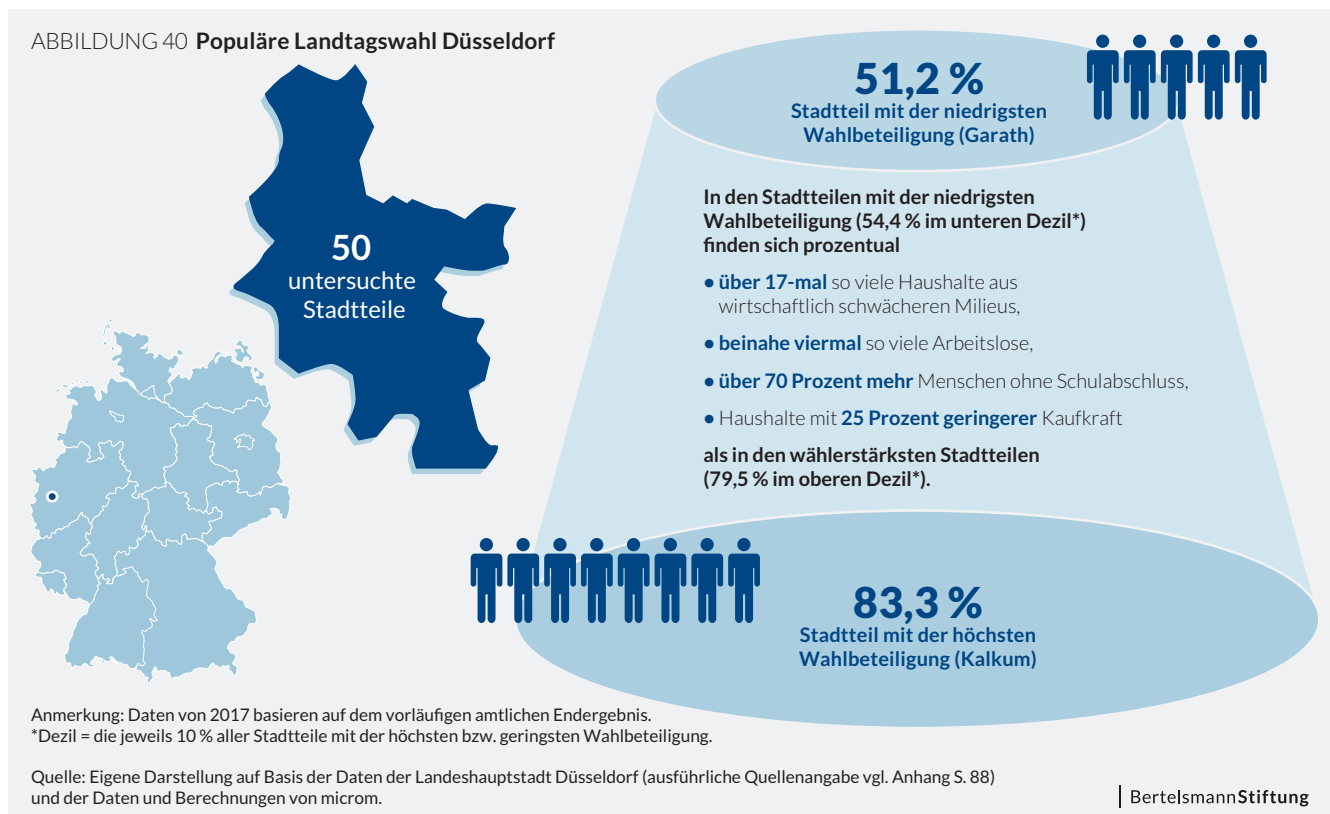 ABBILDUNG 40 Populäre Landtagswahl Düsseldorf
50
untersuchte
Stadtteile
51,2 %
Stadtteil mit der niedrigsten
Wahlbeteiligung (Garath)
In den Stadtteilen mit der niedrigsten
Wahlbeteiligung (54,4 % im unteren Dezil*)
finden sich prozentual
• über 17-mal so viele Haushalte aus
wirtschaftlich schwächeren Milieus,
• beinahe viermal so viele Arbeitslose,
• über 70 Prozent mehr Menschen ohne Schulabschluss,
• Haushalte mit 25 Prozent geringerer Kaufkraft
als in den wählerstärksten Stadtteilen
(79,5 % im oberen Dezil*).
83,3 %
Stadtteil mit der höchsten
Wahlbeteiligung (Kalkum)
Anmerkung: Daten von 2017 basieren auf dem vorläufigen amtlichen Endergebnis.
*Dezil = die jeweils 10 % aller Stadtteile mit der höchsten bzw. geringsten Wahlbeteiligung.
Quelle: Eigene Darstellung auf Basis der Daten der Landeshauptstadt Düsseldorf (ausführliche Quellenangabe vgl. Anhang S. 88)
und der Daten und Berechnungen von microm.
BertelsmannStiftung